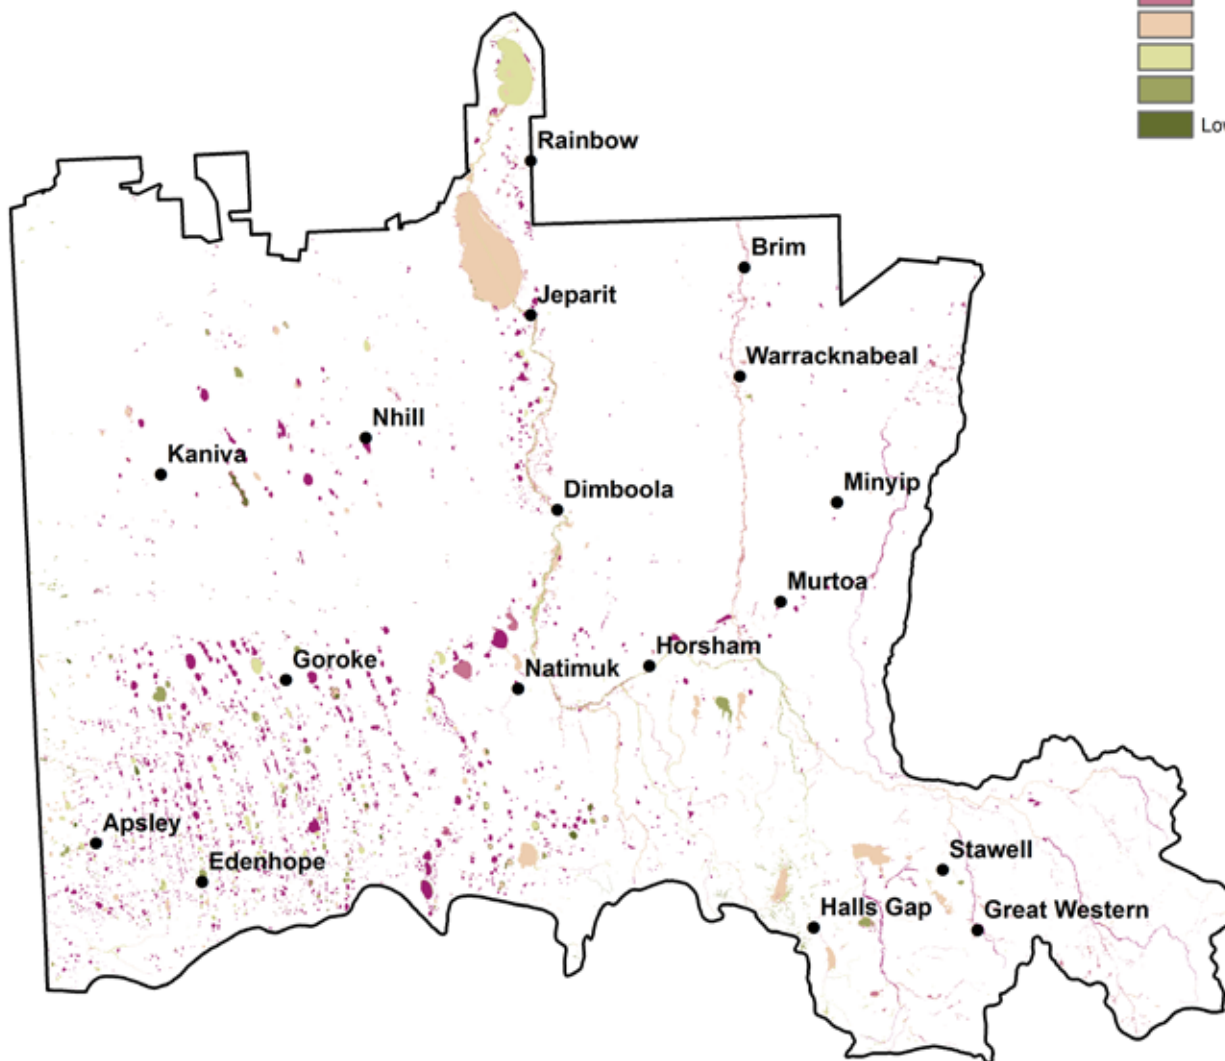 Rainbow
Brim
Jeparit
Warracknabeal
Nhill
Kaniva
Dimboola
Minyip
Murtoa
Horsham
Goroke
Natimuk
Apsley
Edenhope
Stawell
Halls Gap
Great Western